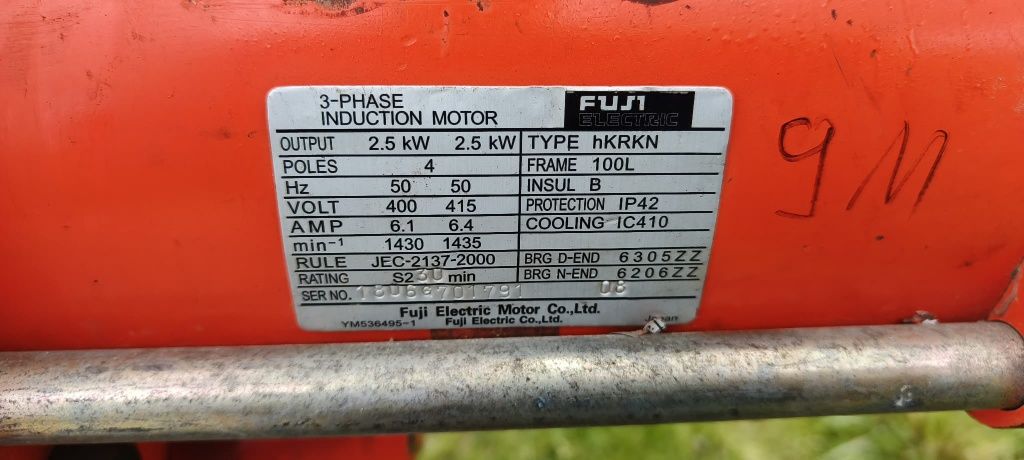 3-PHASE
INDUCTION MOTOR
FUJI
ELECTRIC
OUTPUT 2.5 kW 2.5 kW
TYPE hKRKN
POLES 4
FRAME 100L
Hz 50 50
INSUL B
VOLT 400 415
PROTECTION IP42
AMP 6.1 6.4
COOLING IC410
min-1 1430 1435
RULE JEC-2137-2000
BRG D-END 6305ZZ
RATING S2 30 min
BRG N-END 6206ZZ
SER NO. 08
Fuji Electric Motor Co.,Ltd.
YM536495-1 Fuji Electric Co.,Ltd. Japan
9M